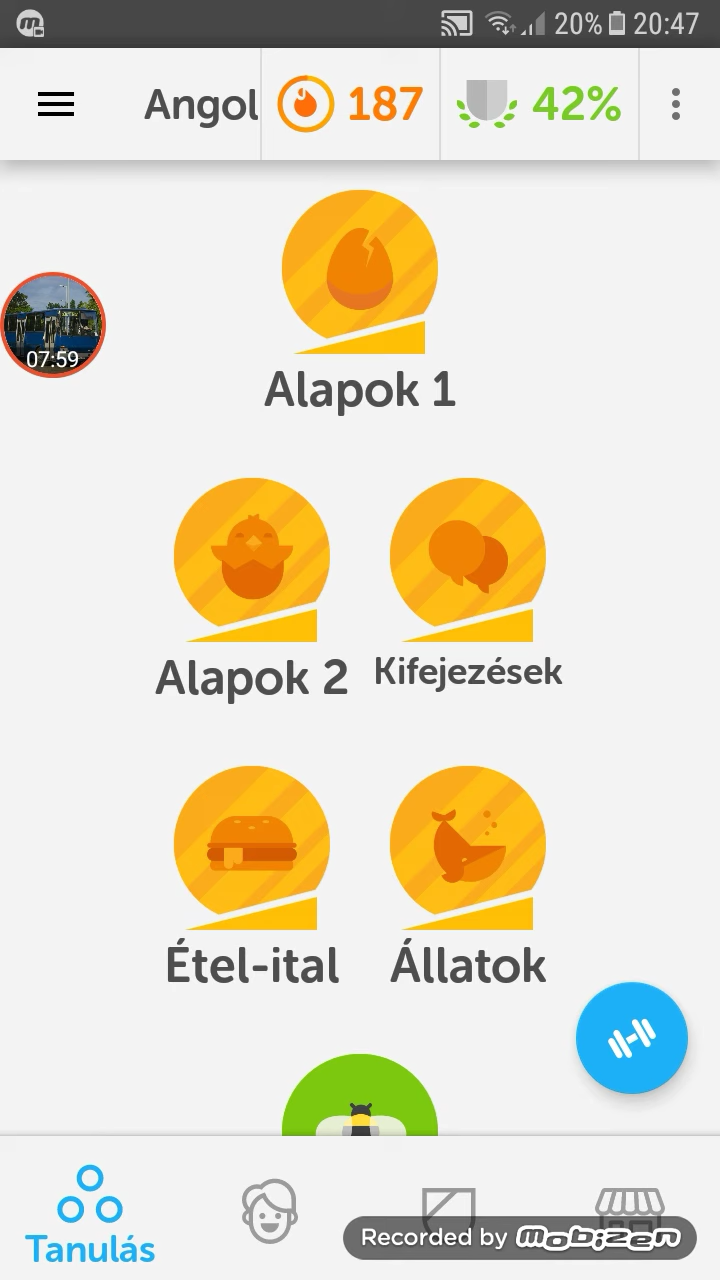 20% 20:47
Angol 187 42%
07:59
Alapok 1
Alapok 2 Kifejezések
Étel-ital Állatok
Tanulás
Recorded by mobizen